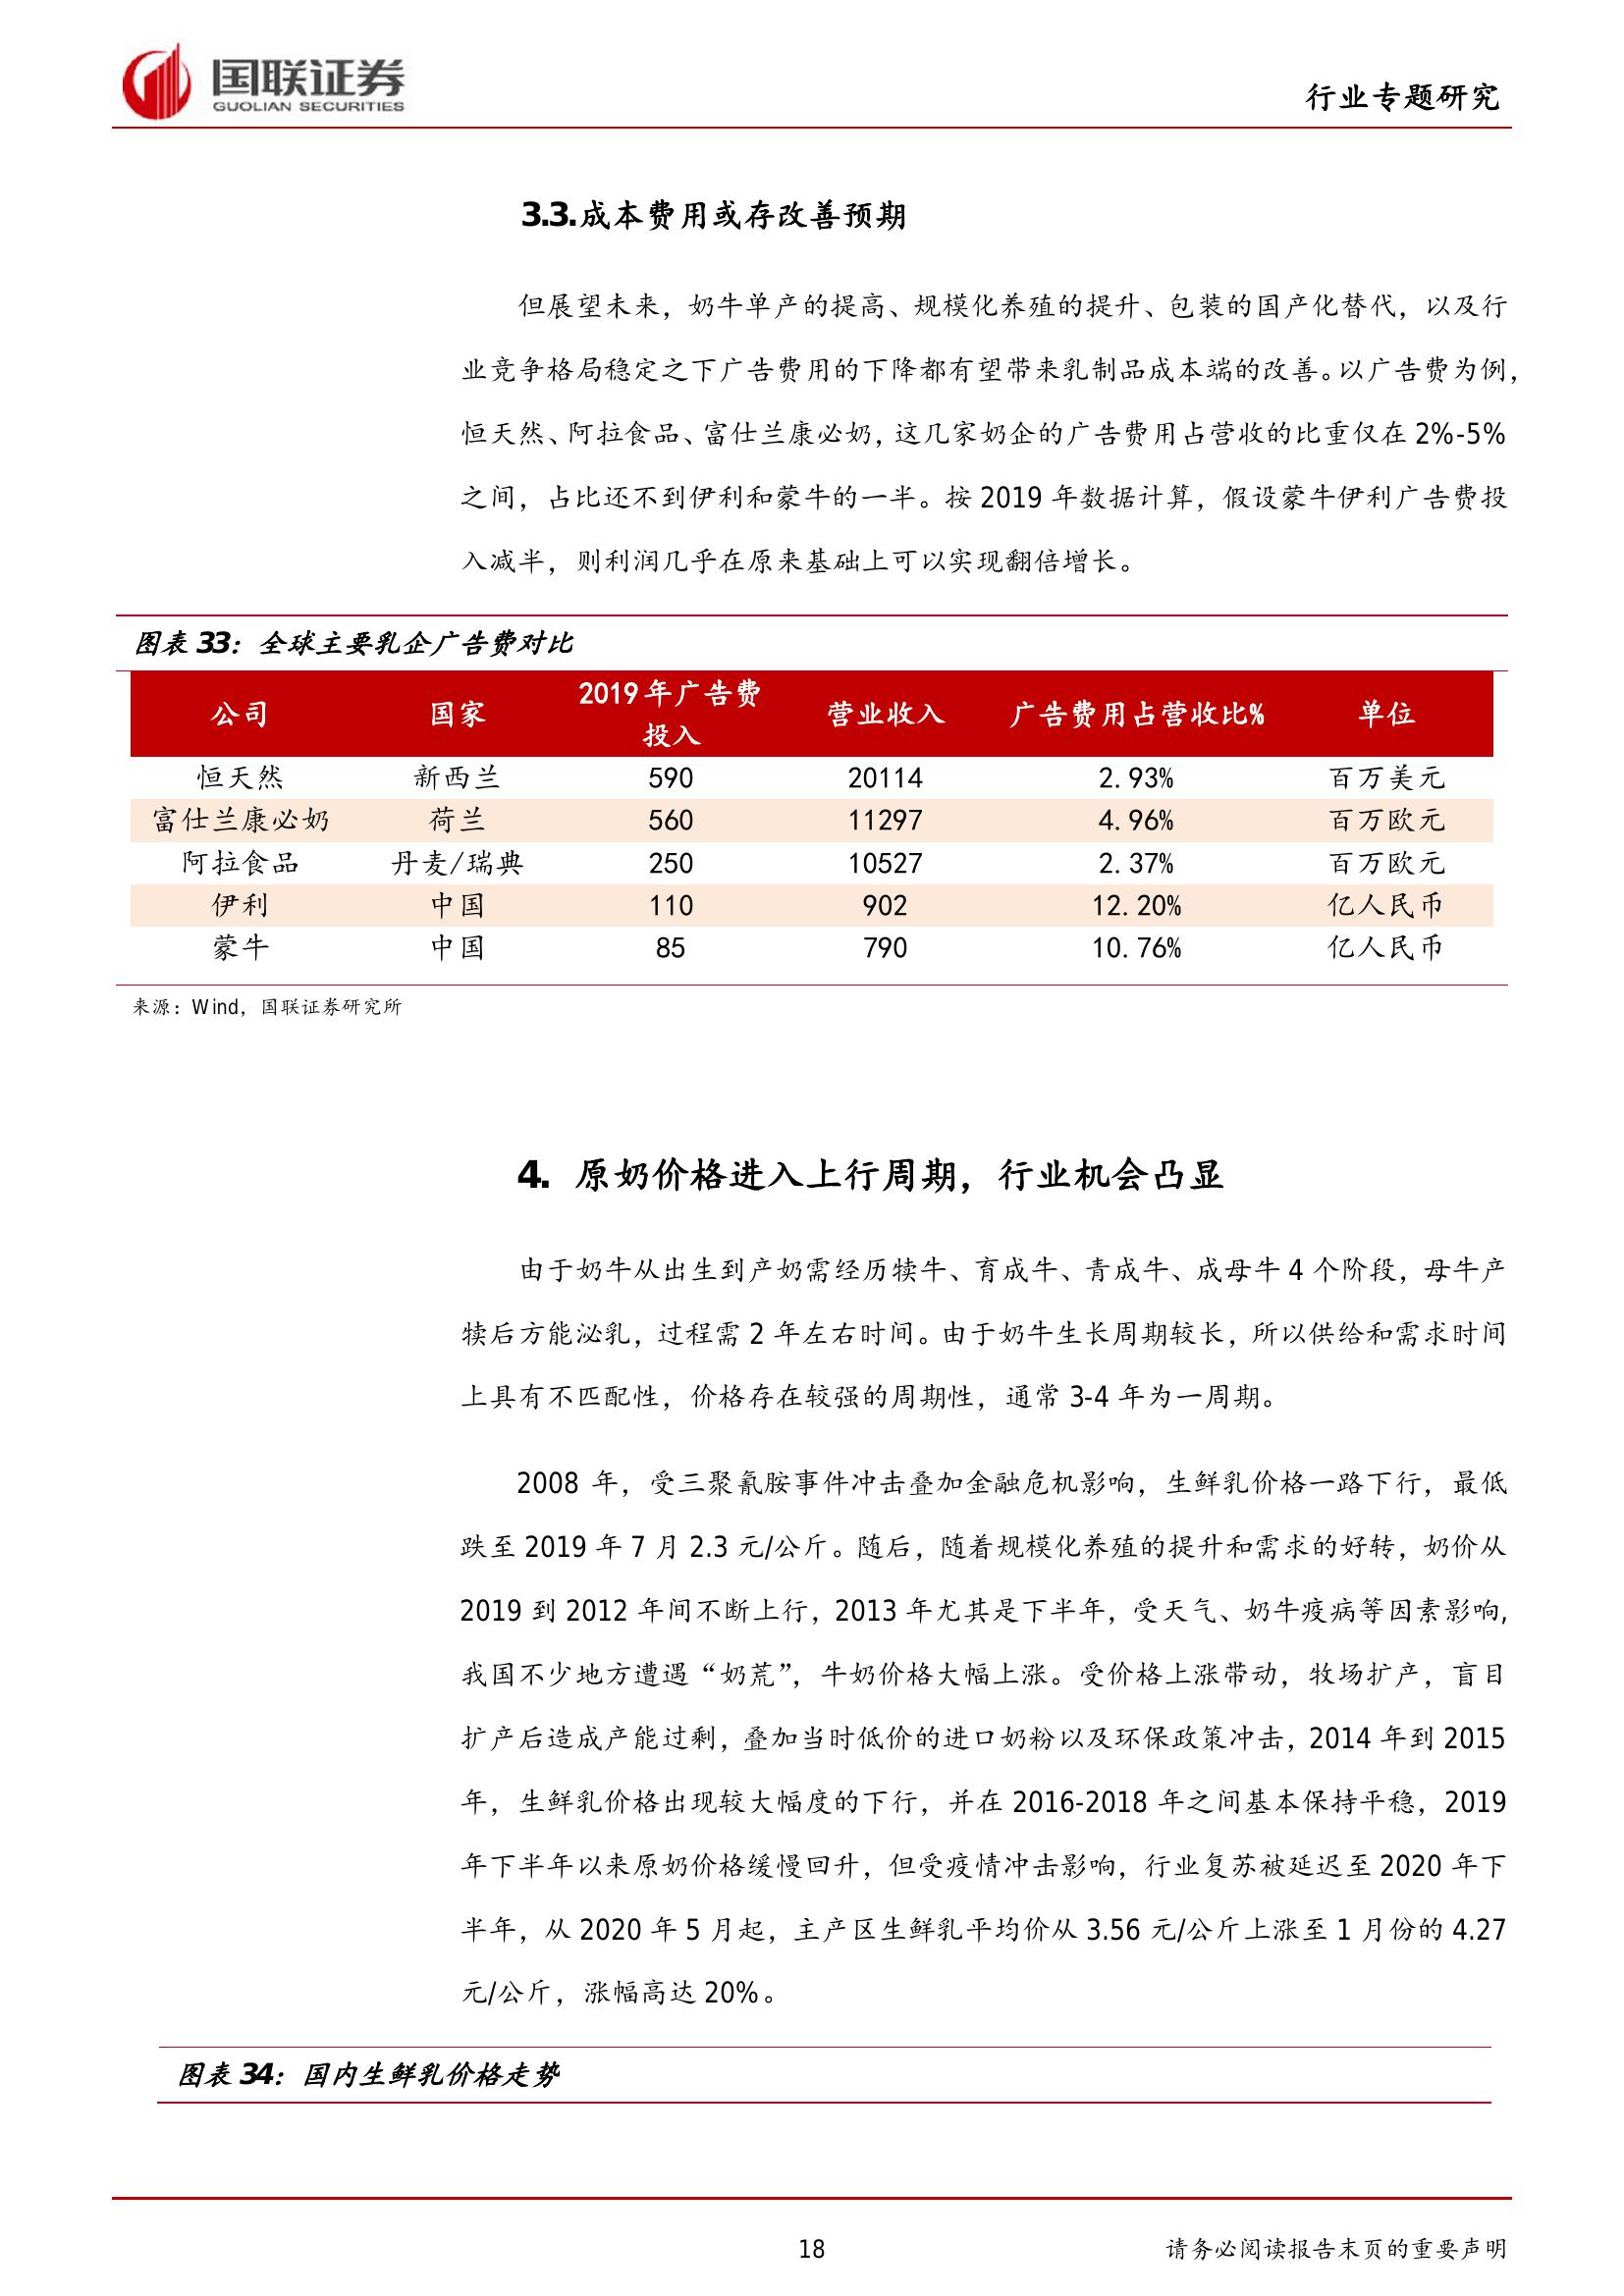 国联证券
GUOLIAN SECURITIES
行业专题研究
3.3.成本费用或存改善预期
但展望未来，奶牛单产的提高、规模化养殖的提升、包装的国产化替代，以及行
业竞争格局稳定之下广告费用的下降都有望带来乳制品成本端的改善。以广告费为例，
恒天然、阿拉食品、富仕兰康必奶，这几家奶企的广告费用占营收的比重仅在 2%-5%
之间，占比还不到伊利和蒙牛的一半。按 2019 年数据计算，假设蒙牛伊利广告费投
入减半，则利润几乎在原来基础上可以实现翻倍增长。
图表 33：全球主要乳企广告费对比
公司 国家 2019 年广告费投入 营业收入 广告费用占营收比% 单位
恒天然 新西兰 590 20114 2.93% 百万美元
富仕兰康必奶 荷兰 560 11297 4.96% 百万欧元
阿拉食品 丹麦/瑞典 250 10527 2.37% 百万欧元
伊利 中国 110 902 12.20% 亿人民币
蒙牛 中国 85 790 10.76% 亿人民币
来源：Wind，国联证券研究所
4. 原奶价格进入上行周期，行业机会凸显
由于奶牛从出生到产奶需经历犊牛、育成牛、青成牛、成母牛 4 个阶段，母牛产
犊后方能泌乳，过程需 2 年左右时间。由于奶牛生长周期较长，所以供给和需求时间
上具有不匹配性，价格存在较强的周期性，通常 3-4 年为一周期。
2008 年，受三聚氰胺事件冲击叠加金融危机影响，生鲜乳价格一路下行，最低
跌至 2019 年 7 月 2.3 元/公斤。随后，随着规模化养殖的提升和需求的好转，奶价从
2019 到 2012 年间不断上行，2013 年尤其是下半年，受天气、奶牛疫病等因素影响，
我国不少地方遭遇“奶荒”，牛奶价格大幅上涨。受价格上涨带动，牧场扩产，盲目
扩产后造成产能过剩，叠加当时低价的进口奶粉以及环保政策冲击，2014 年到 2015
年，生鲜乳价格出现较大幅度的下行，并在 2016-2018 年之间基本保持平稳，2019
年下半年以来原奶价格缓慢回升，但受疫情冲击影响，行业复苏被延迟至 2020 年下
半年，从 2020 年 5 月起，主产区生鲜乳平均价从 3.56 元/公斤上涨至 1 月份的 4.27
元/公斤，涨幅高达 20%。
图表 34：国内生鲜乳价格走势
18
请务必阅读报告末页的重要声明